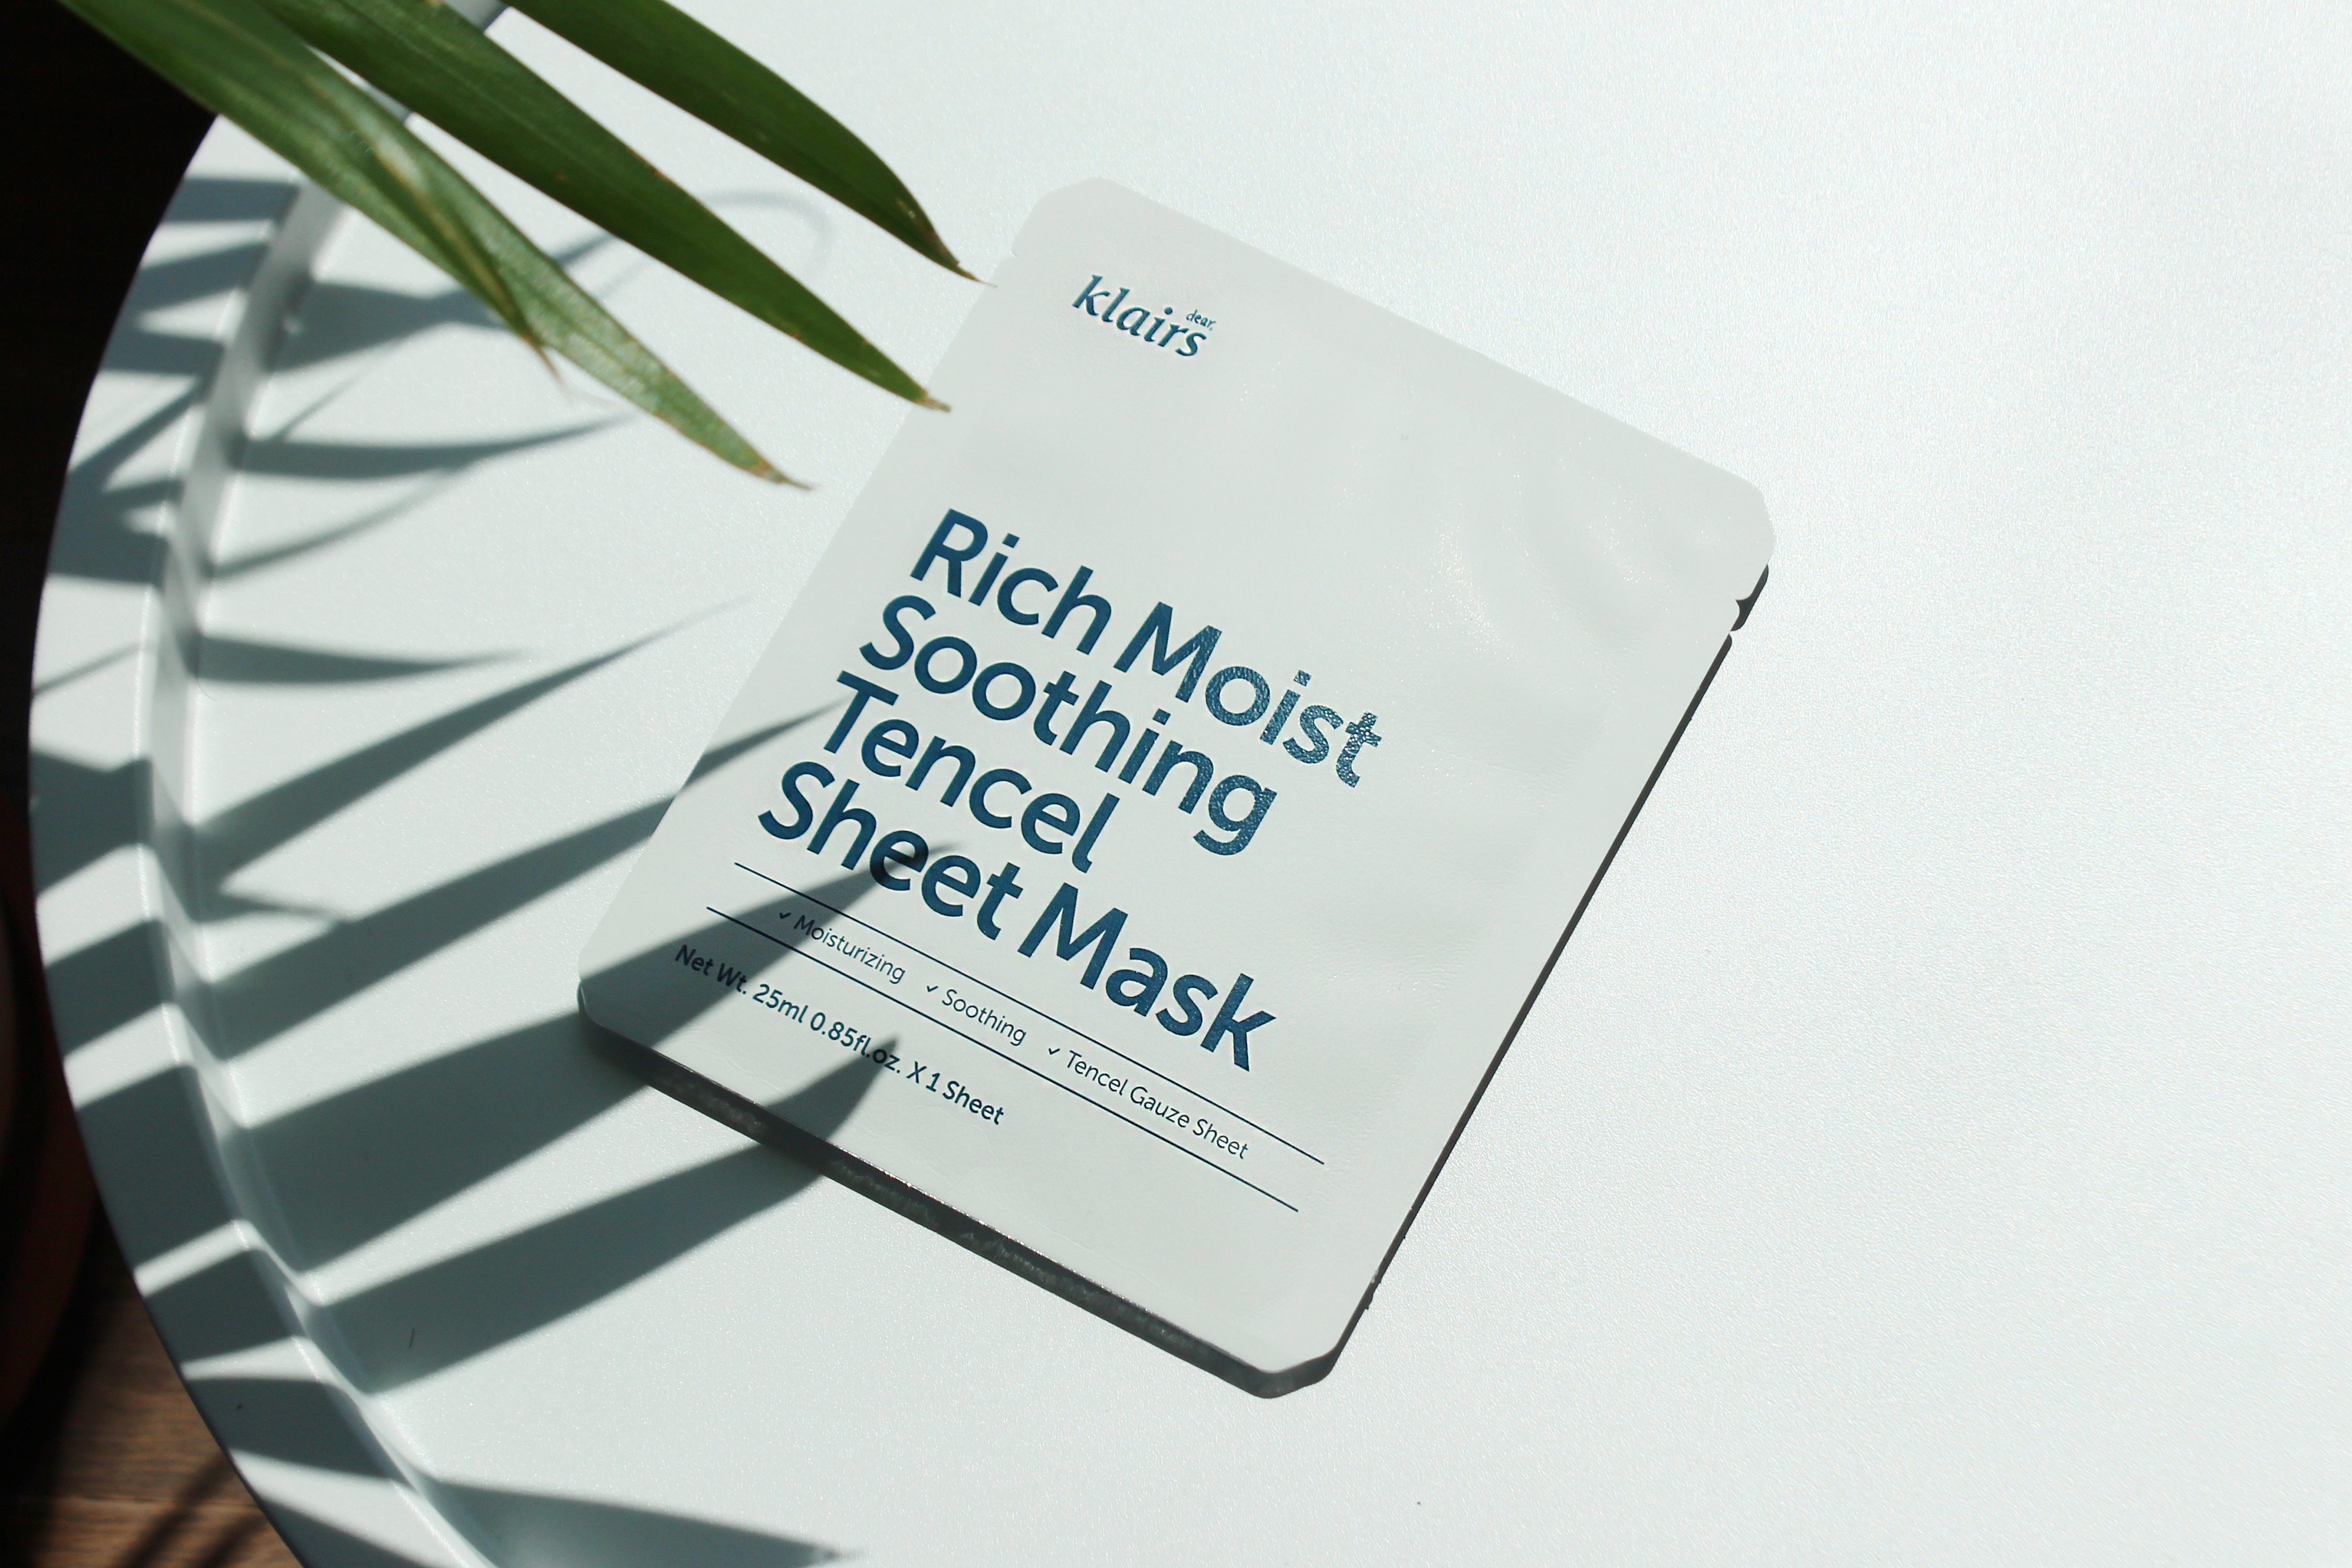 dear,
klairs
Rich Moist
Soothing
Tencel
Sheet Mask
✓ Moisturizing ✓ Soothing ✓ Tencel Gauze Sheet
Net Wt. 25ml 0.85fl.oz. X 1 Sheet